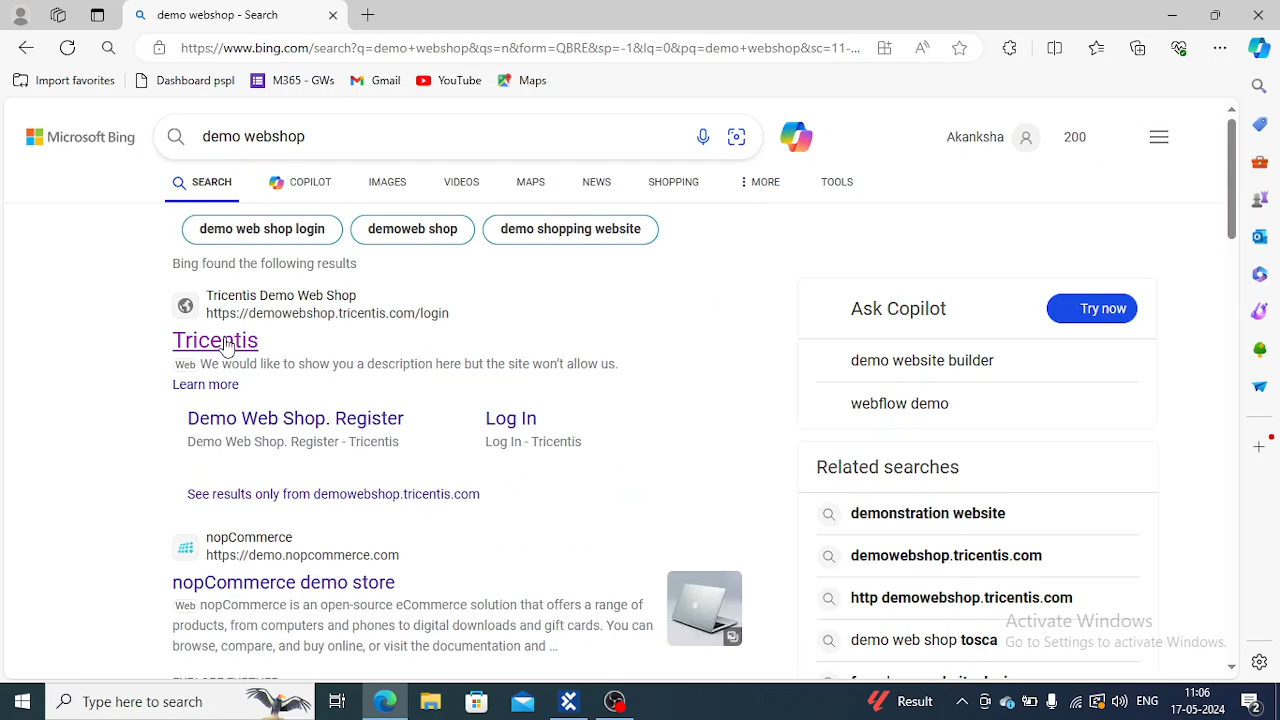 demo webshop - Search
https://www.bing.com/search?q=demo+webshop&qs=n&form=QBRE&sp=-1&lq=0&pq=demo+webshop&sc=11-...
Import favorites
Dashboard pspl
M365 - GWs
Gmail
YouTube
Maps
Microsoft Bing
demo webshop
Akanksha
200
SEARCH
COPILOT
IMAGES
VIDEOS
MAPS
NEWS
SHOPPING
MORE
TOOLS
demo web shop login
demoweb shop
demo shopping website
Bing found the following results
Tricentis Demo Web Shop
https://demowebshop.tricentis.com/login
Tricentis
Web We would like to show you a description here but the site won't allow us.
Learn more
Demo Web Shop. Register
Demo Web Shop. Register - Tricentis
Log In
Log In - Tricentis
See results only from demowebshop.tricentis.com
nopCommerce
https://demo.nopcommerce.com
nopCommerce demo store
Web nopCommerce is an open-source eCommerce solution that offers a range of
products, from computers and phones to digital downloads and gift cards. You can
browse, compare, and buy online, or visit the documentation and ...
Ask Copilot
Try now
demo website builder
webflow demo
Related searches
demonstration website
demowebshop.tricentis.com
http demowebshop.tricentis.com
demo web shop tosca
Activate Windows
Go to Settings to activate Windows.
Type here to search
Result
ENG
11:06
17-05-2024
2